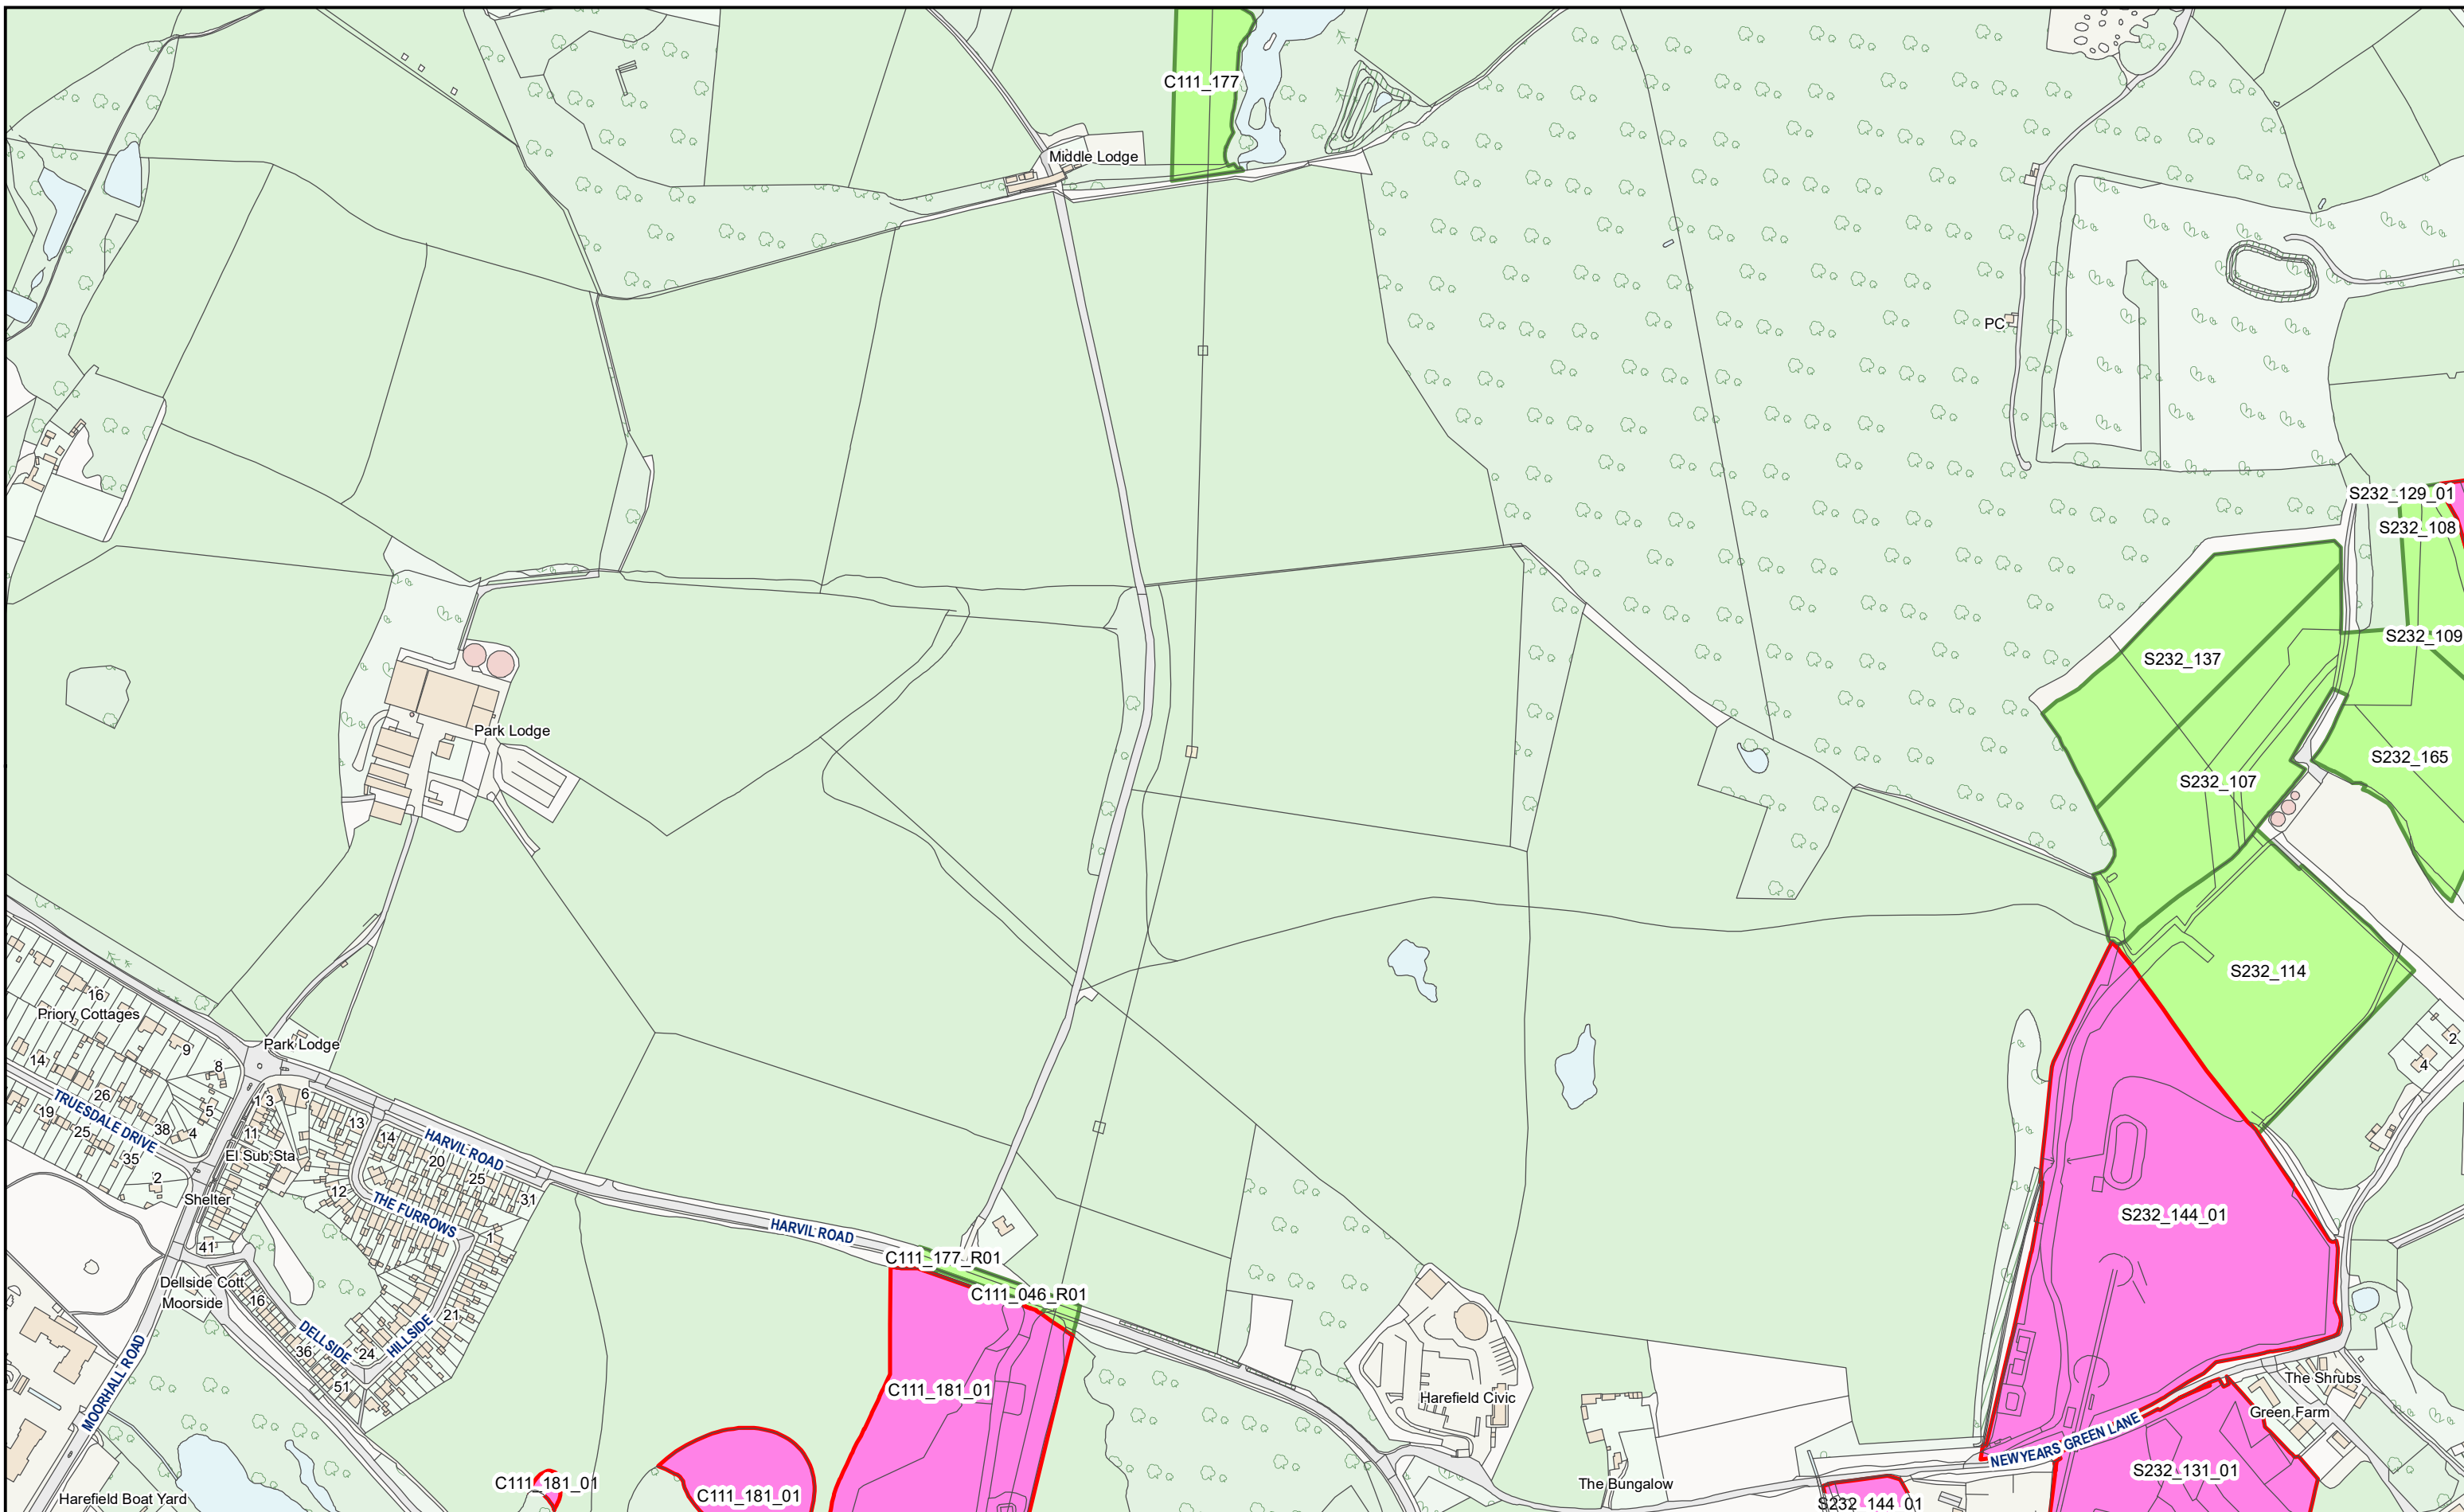 C111_177
Middle Lodge
PC
S232_129_01
S232_108
S232_109
S232_137
S232_165
S232_107
Park Lodge
S232_114
16
Priory Cottages
9
8
14
26
5
19
25
38
4
35
2
TRUESDALE DRIVE
Park Lodge
1 3
6
11
13
14
El Sub Sta
20
25
31
12
Shelter
41
HARVIL ROAD
THE FURROWS
1
HARVIL ROAD
2
4
S232_144_01
C111_177_R01
C111_046_R01
Dellside Cott
Moorside
16
21
36
24
51
DELLSIDE
HILLSIDE
MOORHALL ROAD
C111_181_01
Harefield Civic
The Shrubs
Green Farm
NEW YEARS GREEN LANE
S232_131_01
C111_181_01
C111_181_01
The Bungalow
Harefield Boat Yard
S232_144_01